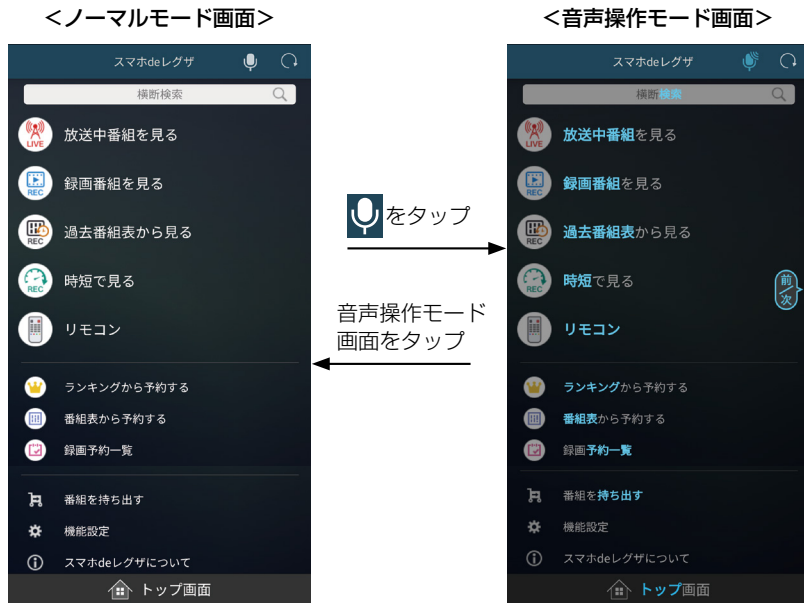 ＜ノーマルモード画面＞
スマホdeレグザ
横断検索
LIVE
放送中番組を見る
REC
録画番組を見る
REC
過去番組表から見る
REC
時短で見る
リモコン
ランキングから予約する
番組表から予約する
録画予約一覧
番組を持ち出す
機能設定
スマホdeレグザについて
トップ画面
をタップ
音声操作モード
画面をタップ
＜音声操作モード画面＞
スマホdeレグザ
横断検索
LIVE
放送中番組を見る
REC
録画番組を見る
REC
過去番組表から見る
REC
時短で見る
前／次
リモコン
ランキングから予約する
番組表から予約する
録画予約一覧
番組を持ち出す
機能設定
スマホdeレグザについて
トップ画面